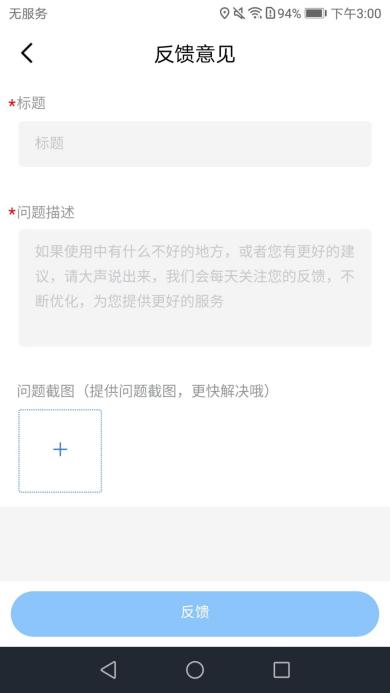 无服务 94% 下午3:00
反馈意见
*标题
标题
*问题描述
如果使用中有什么不好的地方，或者您有更好的建
议，请大声说出来，我们会每天关注您的反馈，不
断优化，为您提供更好的服务
问题截图（提供问题截图，更快解决哦）
+
反馈